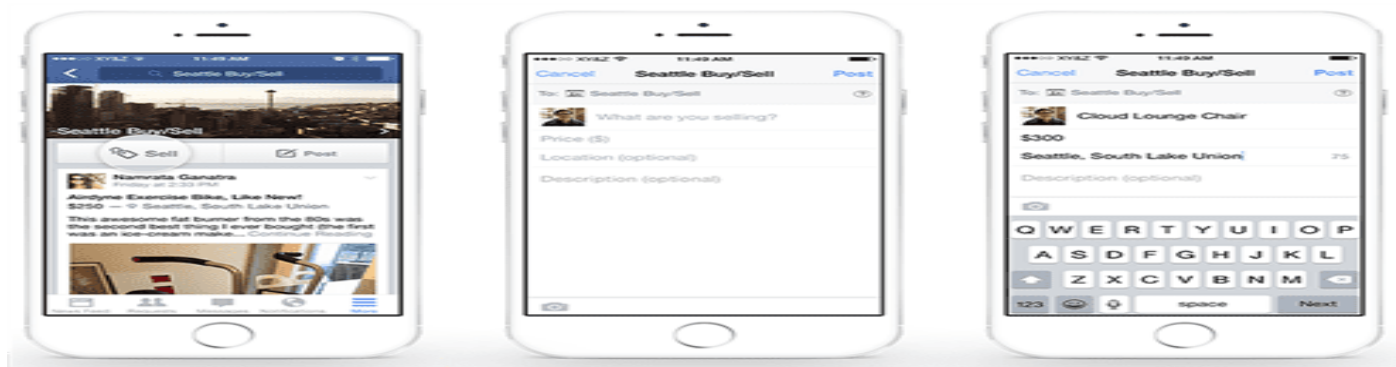 XY&Z 11:49 AM
Seattle Buy/Sell
Seattle Buy/Sell
Sell Post
Namrata Ganatra
Friday at 2:33 PM
Airdyne Exercise Bike, Like New!
$250 — Seattle, South Lake Union
This awesome fat burner from the 80s was
the second best thing I ever bought (the first
was an ice-cream make... Continue Reading
News Feed Requests Messages Notifications More
XY&Z 11:49 AM
Cancel Seattle Buy/Sell Post
To: Seattle Buy/Sell
What are you selling?
Price ($)
Location (optional)
Description (optional)
XY&Z 11:49 AM
Cancel Seattle Buy/Sell Post
To: Seattle Buy/Sell
Cloud Lounge Chair
$300
Seattle, South Lake Union 75
Description (optional)
Q W E R T Y U I O P
A S D F G H J K L
Z X C V B N M
123 space Next